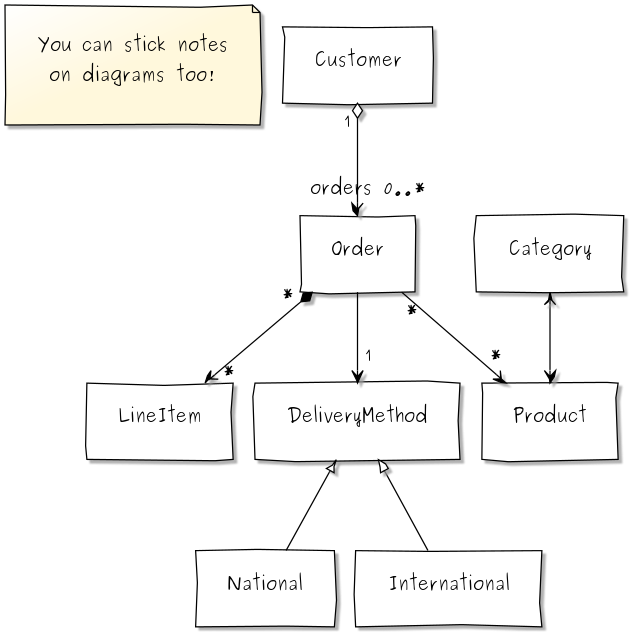 You can stick notes
on diagrams too!
Customer
1
orders 0..*
Order
Category
*
*
*
1
*
LineItem
DeliveryMethod
Product
National
International